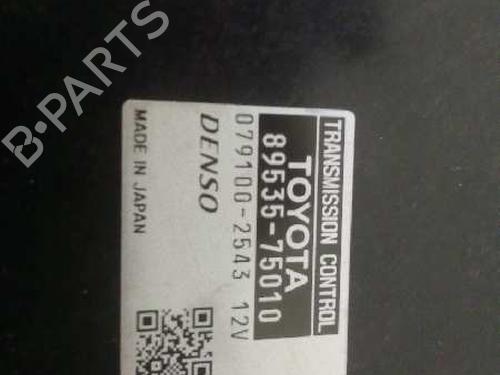 TRANSMISSION CONTROL
TOYOTA
89535-75010
079100-2543 12V
DENSO
MADE IN JAPAN
B-PARTS